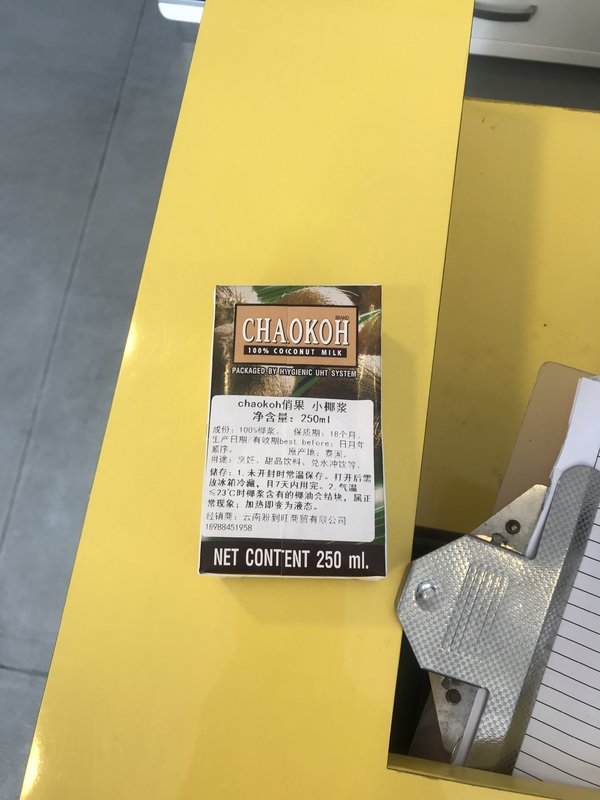 CHAOKOH
BRAND
100% COCONUT MILK
PACKAGED BY HYGIENIC UHT SYSTEM
chaokoh俏果 小椰浆
净含量：250ml
成份：100%椰浆。 保质期：18个月。
生产日期/有效期best before：日月年
顺序。 原产地：泰国。
用途：烹饪、甜品饮料、兑水冲饮等。
储存：1.未开封时常温保存。打开后需
放冰箱冷藏，且7天内用完。2.气温
≤23℃时椰浆含有的椰油会结块，属正
常现象；加热即变为液态。
经销商：云南盼到旺商贸有限公司
18988451958
NET CONTENT 250 ml.